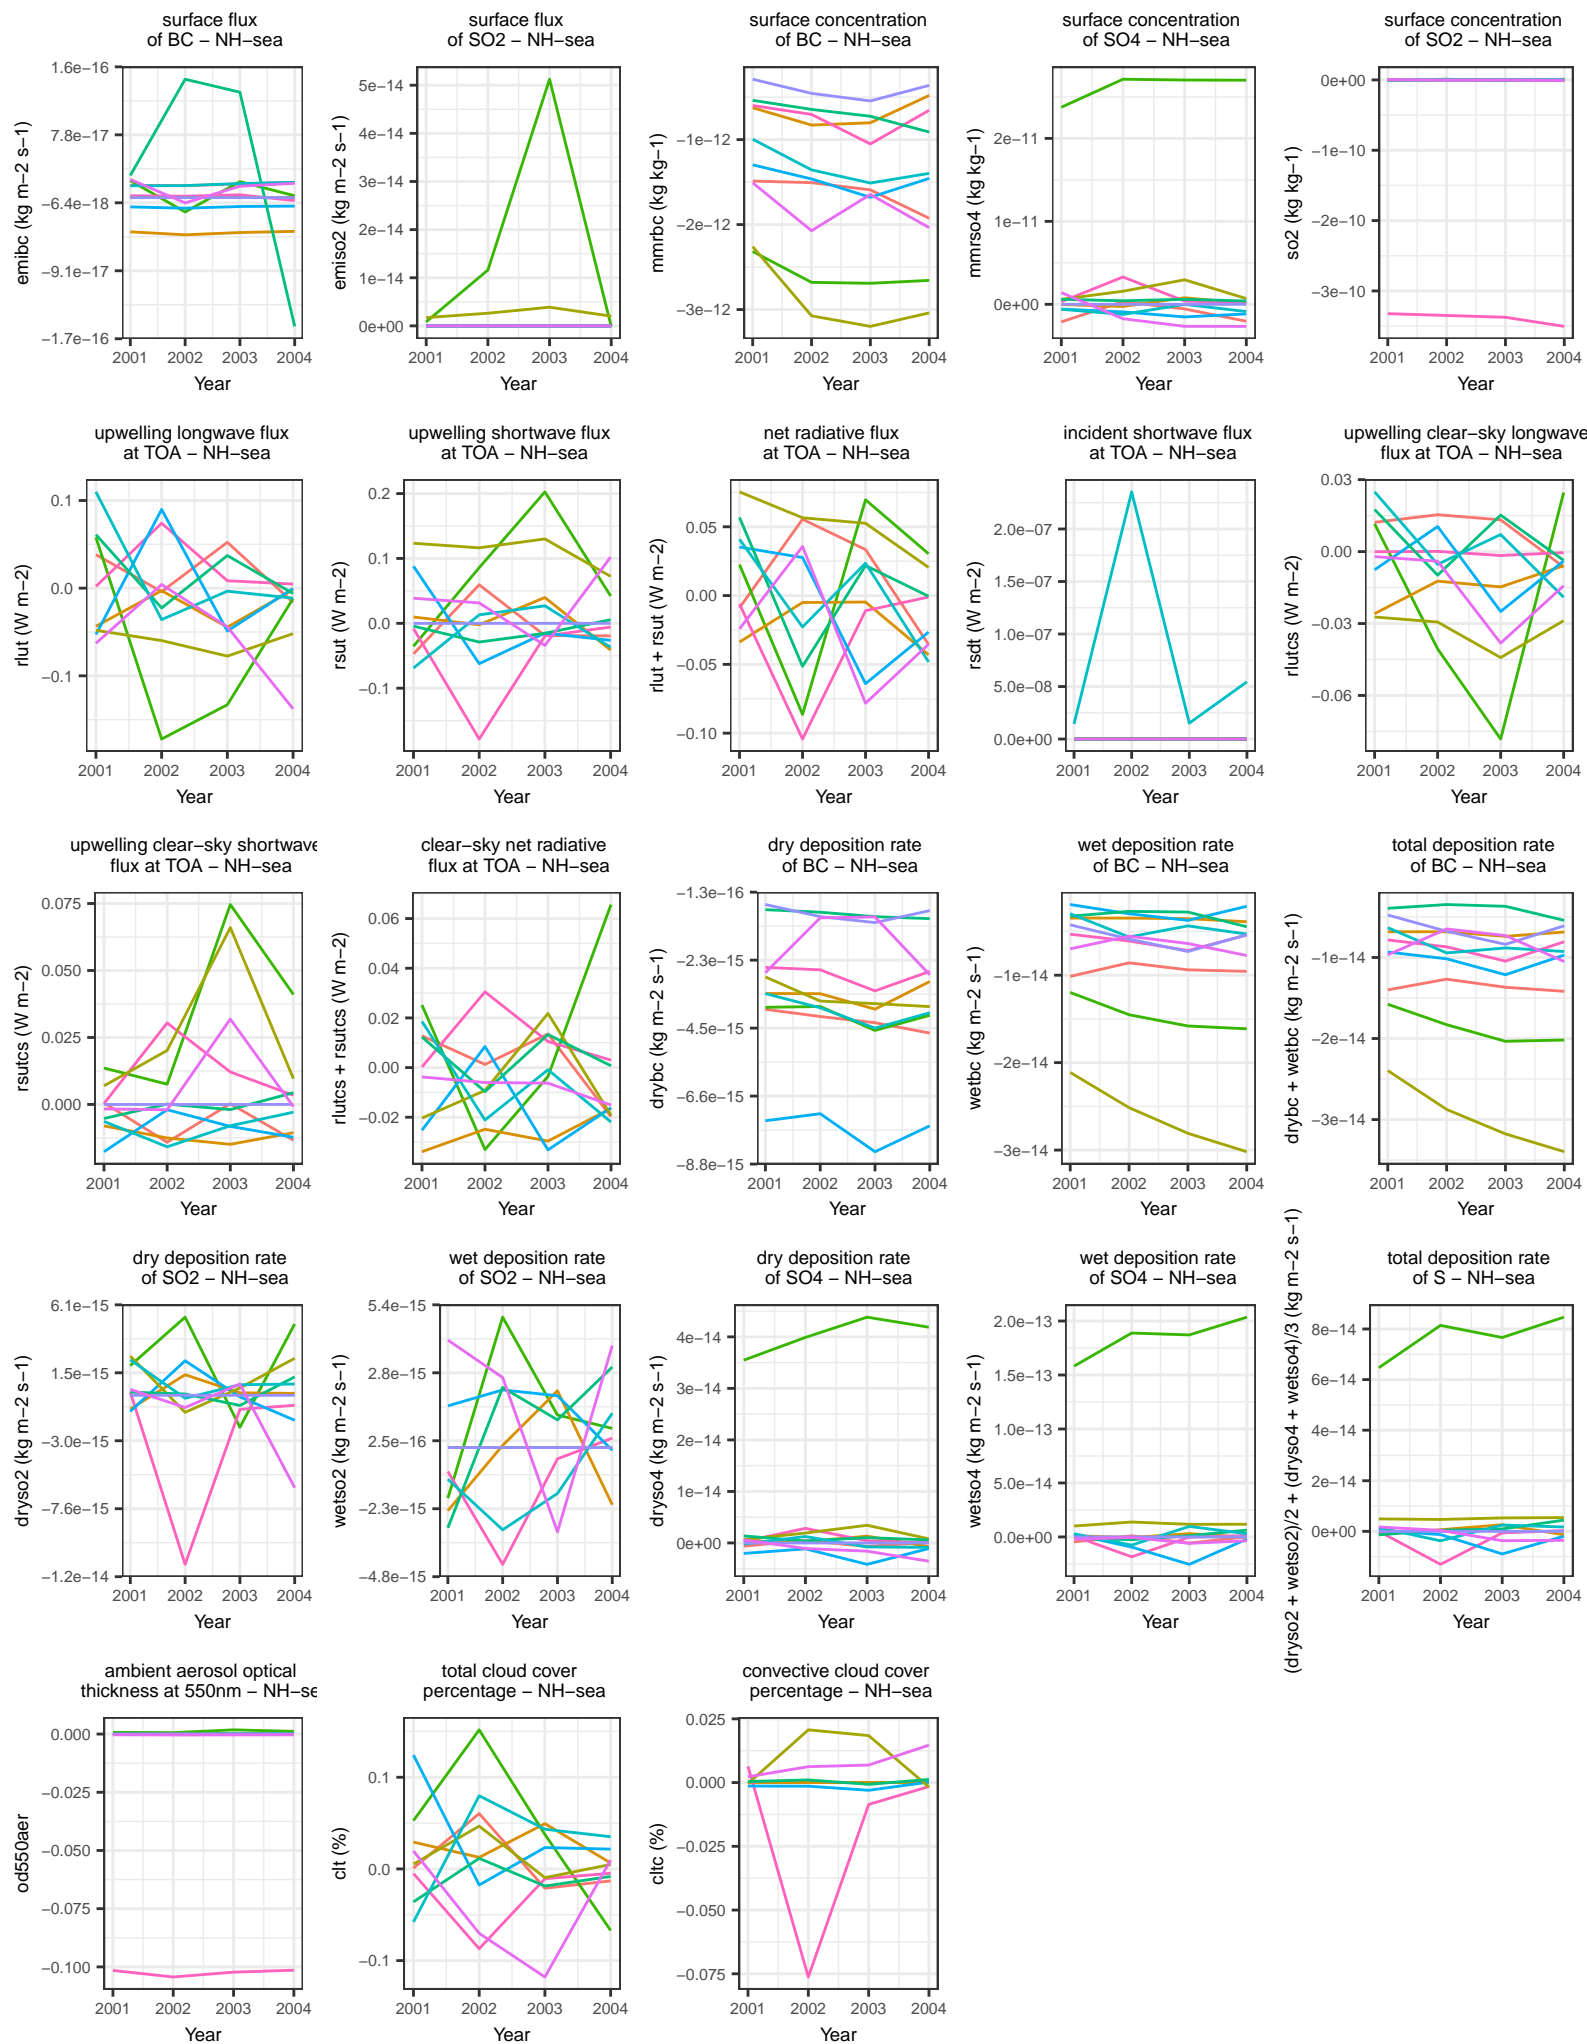 surface flux
of BC − NH−sea
surface flux
of SO2 − NH−sea
surface concentration
of BC − NH−sea
surface concentration
of SO4 − NH−sea
surface concentration
of SO2 − NH−sea
emibc (kg m−2 s−1)
1.6e−16
7.8e−17
−6.4e−18
−9.1e−17
−1.7e−16
2001 2002 2003 2004
Year
emiso2 (kg m−2 s−1)
5e−14
4e−14
3e−14
2e−14
1e−14
0e+00
2001 2002 2003 2004
Year
mmrbc (kg kg−1)
−1e−12
−2e−12
−3e−12
2001 2002 2003 2004
Year
mmrso4 (kg kg−1)
2e−11
1e−11
0e+00
2001 2002 2003 2004
Year
so2 (kg kg−1)
0e+00
−1e−10
−2e−10
−3e−10
2001 2002 2003 2004
Year
upwelling longwave flux
at TOA − NH−sea
upwelling shortwave flux
at TOA − NH−sea
net radiative flux
at TOA − NH−sea
incident shortwave flux
at TOA − NH−sea
upwelling clear−sky longwave
flux at TOA − NH−sea
rlut (W m−2)
0.1
0.0
−0.1
2001 2002 2003 2004
Year
rsut (W m−2)
0.2
0.1
0.0
−0.1
2001 2002 2003 2004
Year
rlut + rsut (W m−2)
0.05
0.00
−0.05
−0.10
2001 2002 2003 2004
Year
rsdt (W m−2)
2.0e−07
1.5e−07
1.0e−07
5.0e−08
0.0e+00
2001 2002 2003 2004
Year
rlutcs (W m−2)
0.03
0.00
−0.03
−0.06
2001 2002 2003 2004
Year
upwelling clear−sky shortwave
flux at TOA − NH−sea
clear−sky net radiative
flux at TOA − NH−sea
dry deposition rate
of BC − NH−sea
wet deposition rate
of BC − NH−sea
total deposition rate
of BC − NH−sea
rsutcs (W m−2)
0.075
0.050
0.025
0.000
2001 2002 2003 2004
Year
rlutcs + rsutcs (W m−2)
0.06
0.04
0.02
0.00
−0.02
2001 2002 2003 2004
Year
drybc (kg m−2 s−1)
−1.3e−16
−2.3e−15
−4.5e−15
−6.6e−15
−8.8e−15
2001 2002 2003 2004
Year
wetbc (kg m−2 s−1)
−1e−14
−2e−14
−3e−14
2001 2002 2003 2004
Year
drybc + wetbc (kg m−2 s−1)
−1e−14
−2e−14
−3e−14
2001 2002 2003 2004
Year
dry deposition rate
of SO2 − NH−sea
wet deposition rate
of SO2 − NH−sea
dry deposition rate
of SO4 − NH−sea
wet deposition rate
of SO4 − NH−sea
total deposition rate
of S − NH−sea
dryso2 (kg m−2 s−1)
6.1e−15
1.5e−15
−3.0e−15
−7.6e−15
−1.2e−14
2001 2002 2003 2004
Year
wetso2 (kg m−2 s−1)
5.4e−15
2.8e−15
2.5e−16
−2.3e−15
−4.8e−15
2001 2002 2003 2004
Year
dryso4 (kg m−2 s−1)
4e−14
3e−14
2e−14
1e−14
0e+00
2001 2002 2003 2004
Year
wetso4 (kg m−2 s−1)
2.0e−13
1.5e−13
1.0e−13
5.0e−14
0.0e+00
2001 2002 2003 2004
Year
(dryso2 + wetso2)/2 + (dryso4 + wetso4)/3 (kg m−2 s−1)
8e−14
6e−14
4e−14
2e−14
0e+00
2001 2002 2003 2004
Year
ambient aerosol optical
thickness at 550nm − NH−se
total cloud cover
percentage − NH−sea
convective cloud cover
percentage − NH−sea
od550aer
0.000
−0.025
−0.050
−0.075
−0.100
2001 2002 2003 2004
Year
clt (%)
0.1
0.0
−0.1
2001 2002 2003 2004
Year
cltc (%)
0.025
0.000
−0.025
−0.050
−0.075
2001 2002 2003 2004
Year